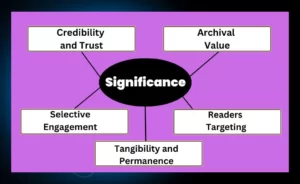 Credibility
and Trust
Archival
Value
Significance
Selective
Engagement
Readers
Targeting
Tangibility and
Permanence